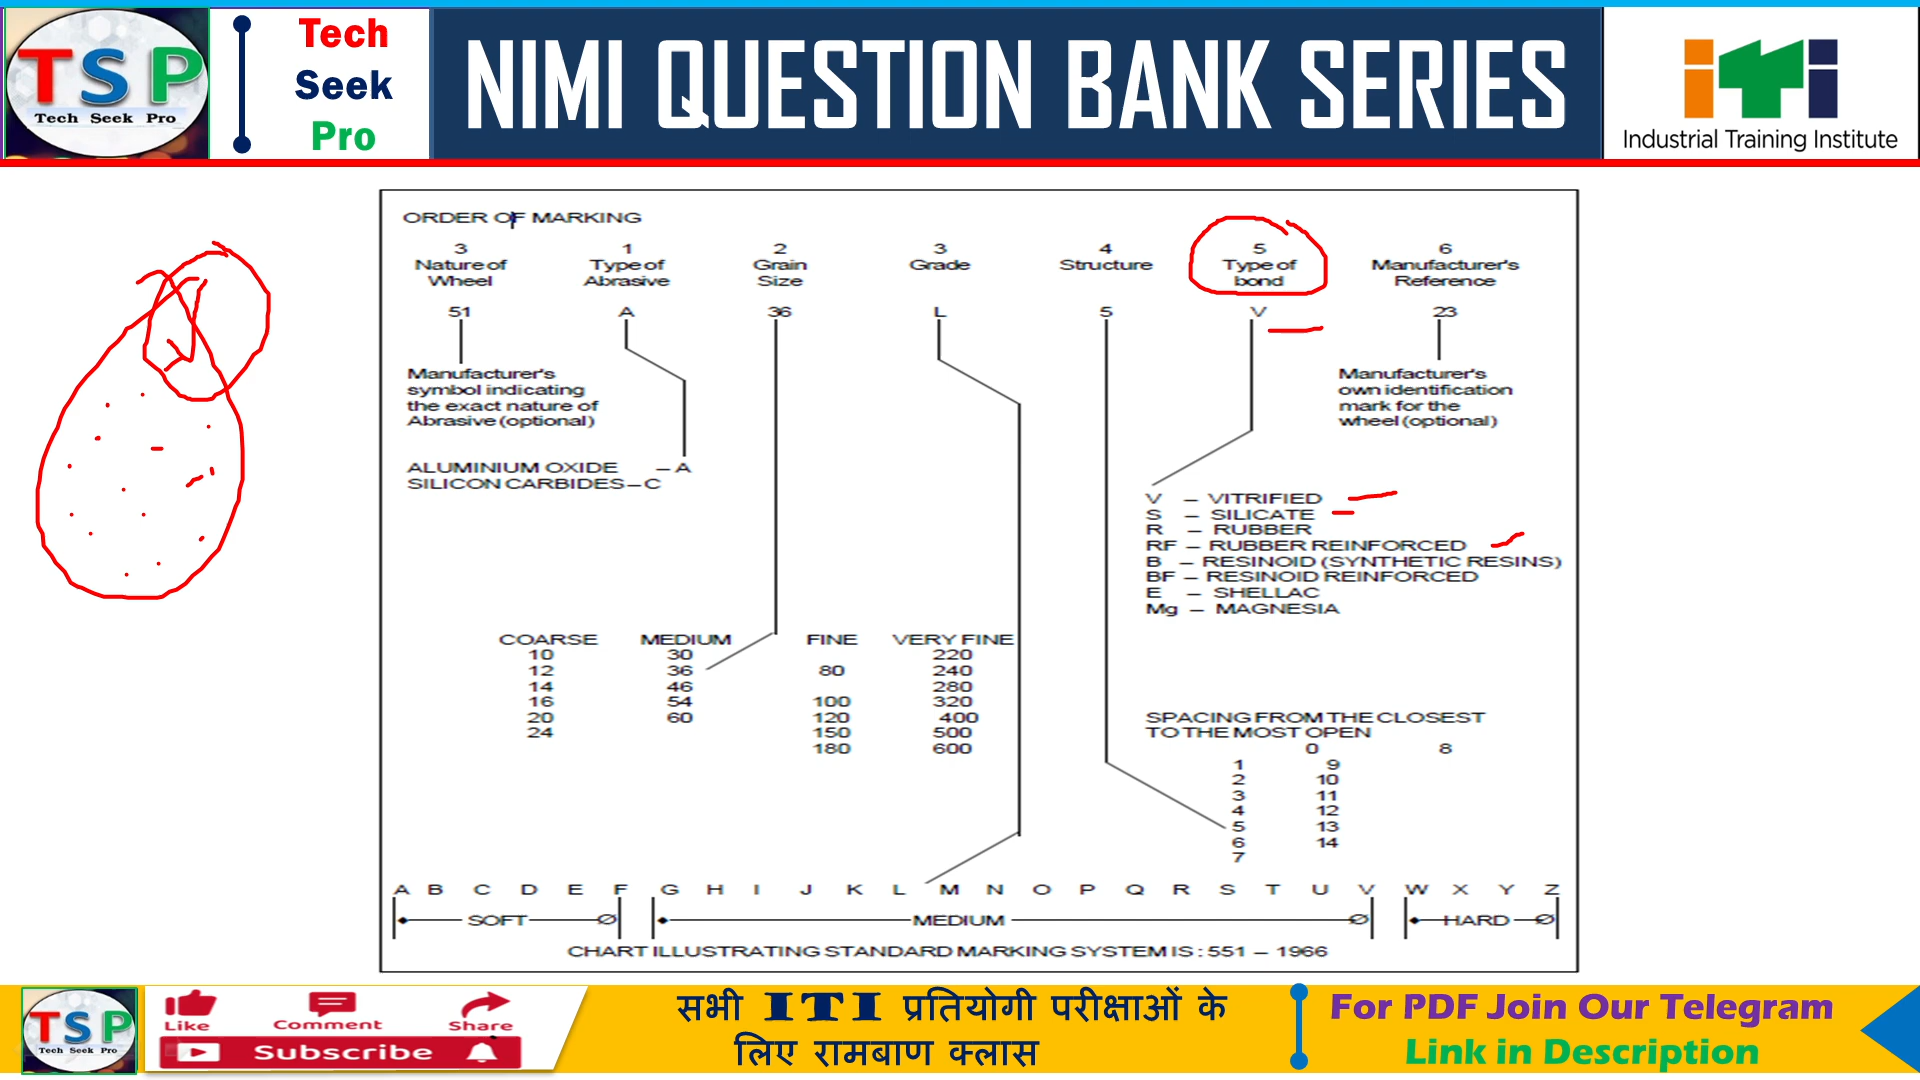 TSP
Tech Seek Pro
Tech
Seek
Pro
NIMI QUESTION BANK SERIES
iTi
Industrial Training Institute
ORDER OF MARKING
3 1 2 3 4 5 6
Nature of Type of Grain Grade Structure Type of Manufacturer's
Wheel Abrasive Size bond Reference
51 A 36 L 5 V 23
Manufacturer's
symbol indicating
the exact nature of
Abrasive (optional)
Manufacturer's
own identification
mark for the
wheel (optional)
ALUMINIUM OXIDE – A
SILICON CARBIDES – C
V – VITRIFIED
S – SILICATE
R – RUBBER
RF – RUBBER REINFORCED
B – RESINOID (SYNTHETIC RESINS)
BF – RESINOID REINFORCED
E – SHELLAC
Mg – MAGNESIA
COARSE MEDIUM FINE VERY FINE
10 30 220
12 36 80 240
14 46 280
16 54 100 320
20 60 120 400
24 150 500
180 600
SPACING FROM THE CLOSEST
TO THE MOST OPEN
0 8
1 9
2 10
3 11
4 12
5 13
6 14
7
A B C D E F G H I J K L M N O P Q R S T U V W X Y Z
SOFT MEDIUM HARD
CHART ILLUSTRATING STANDARD MARKING SYSTEM IS : 551 – 1966
TSP
Tech Seek Pro
Like Comment Share
Subscribe
सभी ITI प्रतियोगी परीक्षाओं के
लिए रामबाण क्लास
For PDF Join Our Telegram
Link in Description